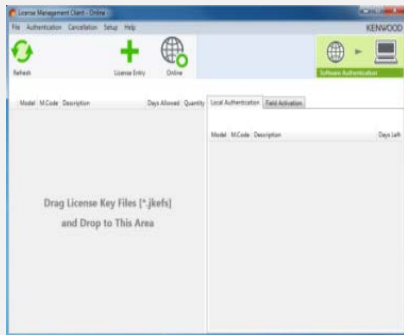 License Management Client - Online -
File Authentication Cancellation Setup Help
KENWOOD
Refresh
License Entry
Online
Software Authentication
Model M.Code Description Days Allowed Quantity
Local Authentication Field Activation
Model M.Code Description Days Left
Drag License Key Files [*.jkefs]
and Drop to This Area